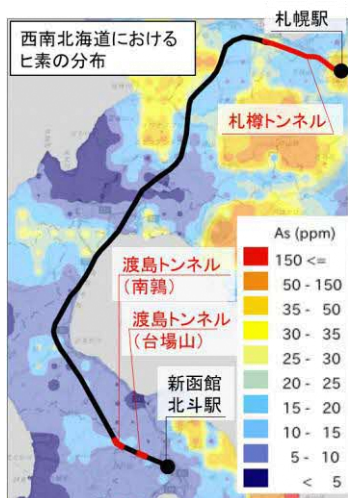 西南北海道における
ヒ素の分布
札幌駅
札樽トンネル
渡島トンネル
(南鶉)
渡島トンネル
(台場山)
新函館
北斗駅
As (ppm)
150 <=
50 - 150
35 - 50
30 - 35
25 - 30
20 - 25
15 - 20
10 - 15
5 - 10
< 5